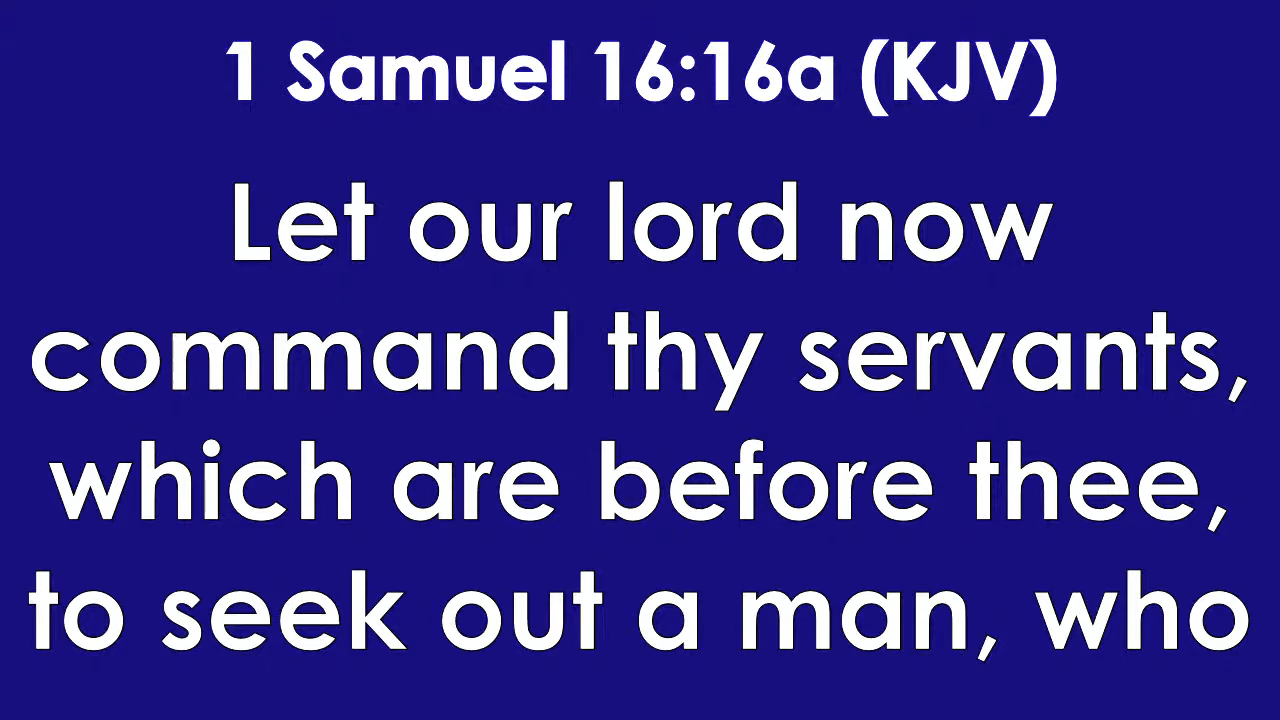 1 Samuel 16:16a (KJV)
Let our lord now
command thy servants,
which are before thee,
to seek out a man, who